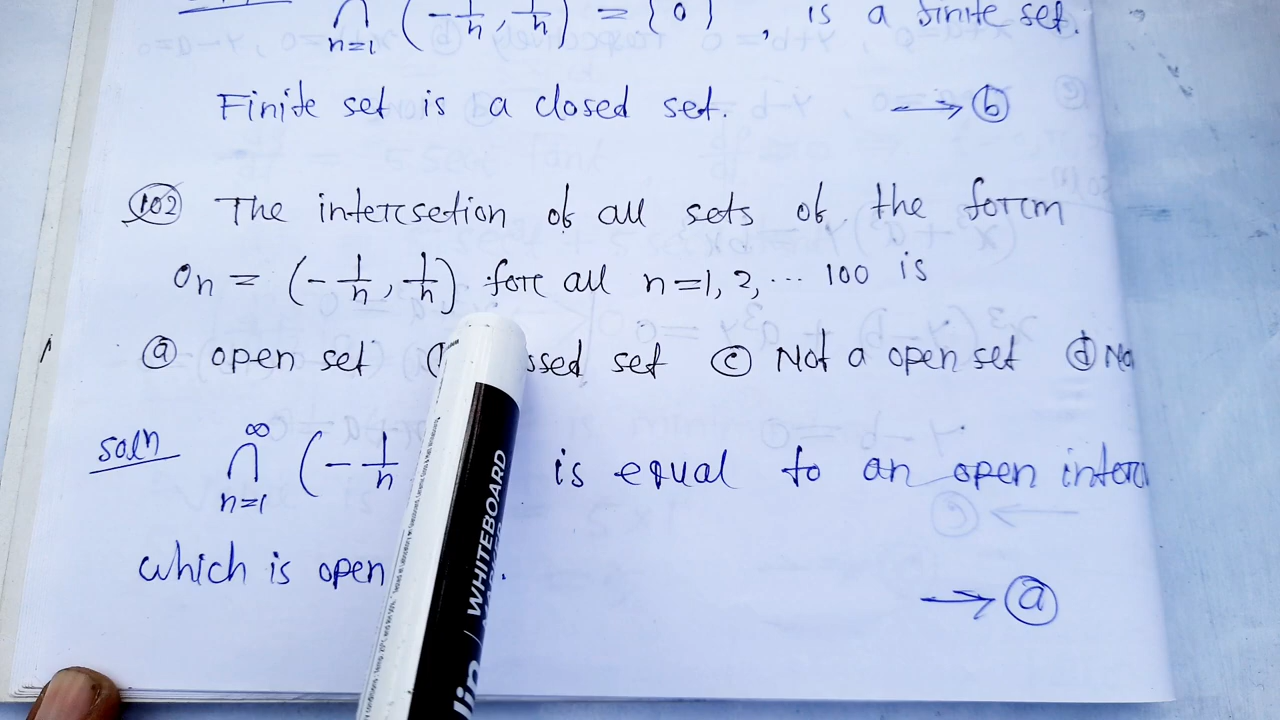 ∩ n=1 (-1/n, 1/n) = {0}, is a finite set.
Finite set is a closed set. → (b)
(102) The intersetion of all sets of the form
On = (-1/n, 1/n) for all n=1, 2, ... 100 is
(a) open set ssed set (c) Not a open set (d) No
soln ∞ ∩ n=1 (-1/n is equal to an open inter
which is open .
→ (a)
WHITEBOARD